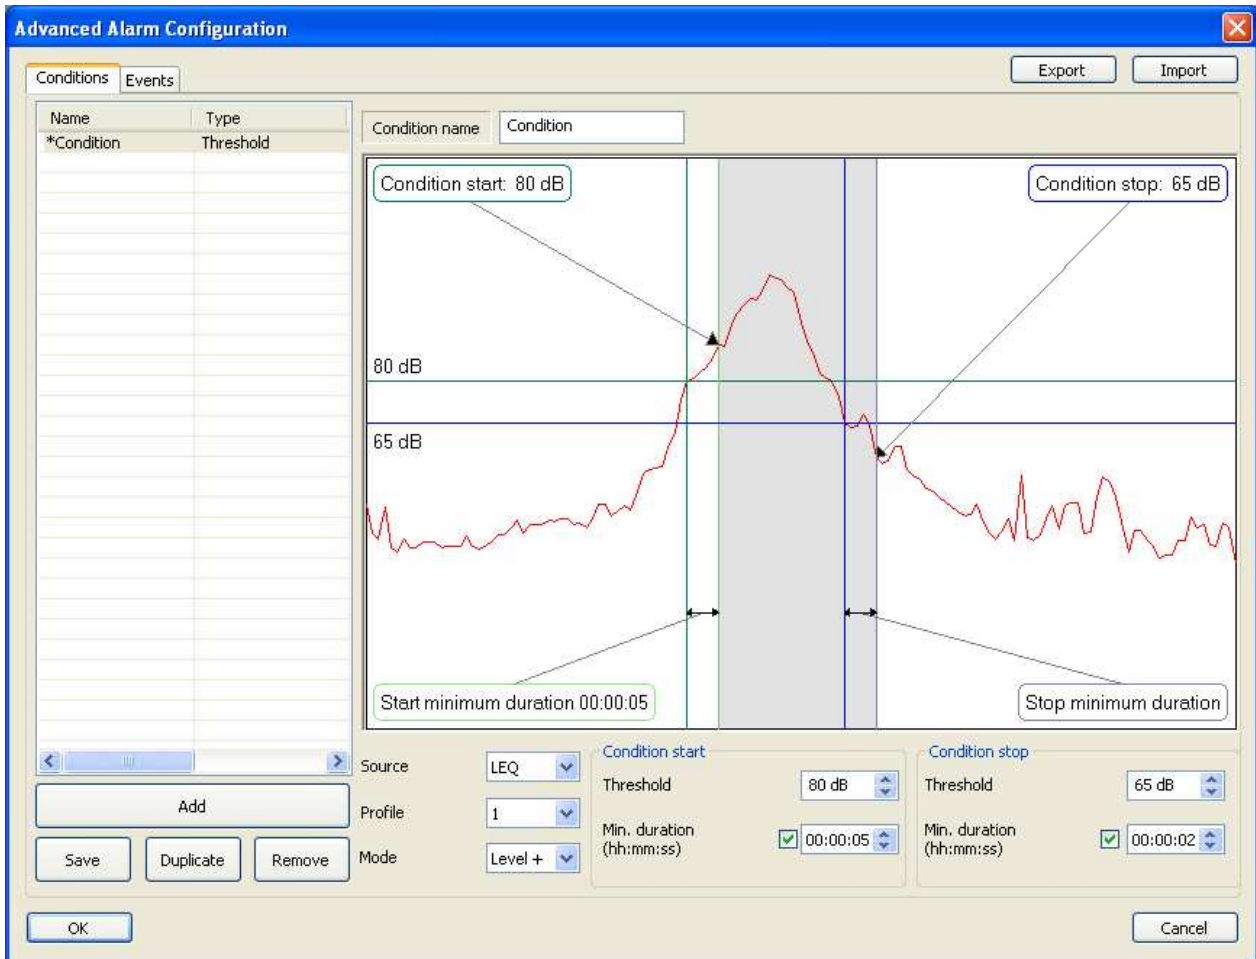 Advanced Alarm Configuration
Conditions Events
Export Import
Name Type
*Condition Threshold
Condition name Condition
Condition start: 80 dB
Condition stop: 65 dB
80 dB
65 dB
Start minimum duration 00:00:05
Stop minimum duration
Add
Save Duplicate Remove
Source LEQ
Profile 1
Mode Level +
Condition start
Threshold 80 dB
Min. duration
(hh:mm:ss) 00:00:05
Condition stop
Threshold 65 dB
Min. duration
(hh:mm:ss) 00:00:02
OK
Cancel